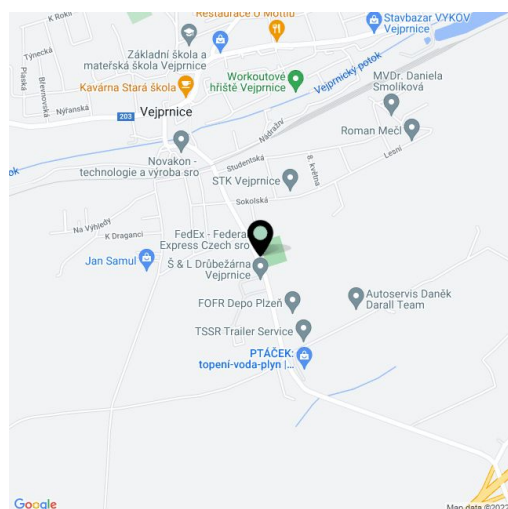 K Rokli
Restaurace U Mottlů
Stavbazar VYKOV
Vejprnice
Týnecká
Základní škola a
mateřská škola Vejprnice
Plaská
Břevnovská
Kavárna Stará škola
Workoutové
hřiště Vejprnice
Vejprnický potok
MVDr. Daniela
Smolíková
Nýřanská
203
Vejprnice
Nádražní
Roman Mečl
Novakon -
technologie a výroba sro
Studentská
8. května
Lesní
STK Vejprnice
Sokolská
Na Výhledy
K Draganci
FedEx - Federal
Express Czech sro
Jan Samul
Š & L Drůbežárna
Vejprnice
FOFR Depo Plzeň
Autoservis Daněk
Darall Team
TSSR Trailer Service
PTÁČEK:
topení-voda-plyn |...
Google
Map data ©2022